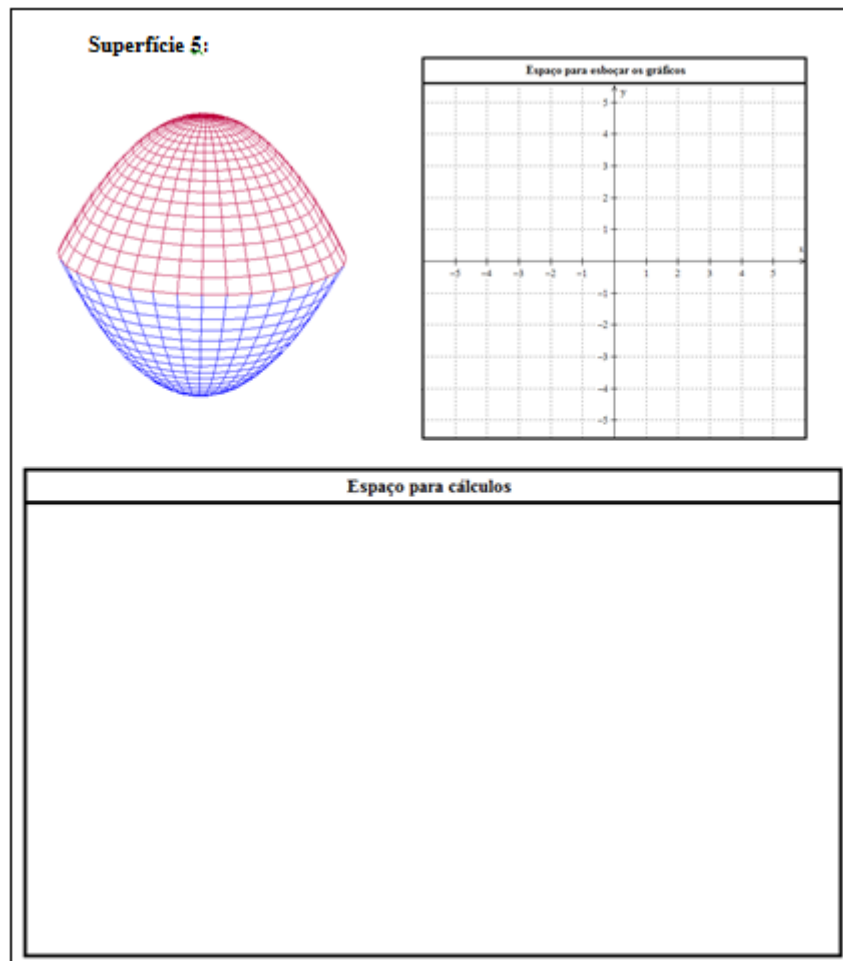 Superfície 5:
Espaço para esboçar os gráficos
y
5
4
3
2
1
x
-5 -4 -3 -2 -1 1 2 3 4 5
-1
-2
-3
-4
-5
Espaço para cálculos